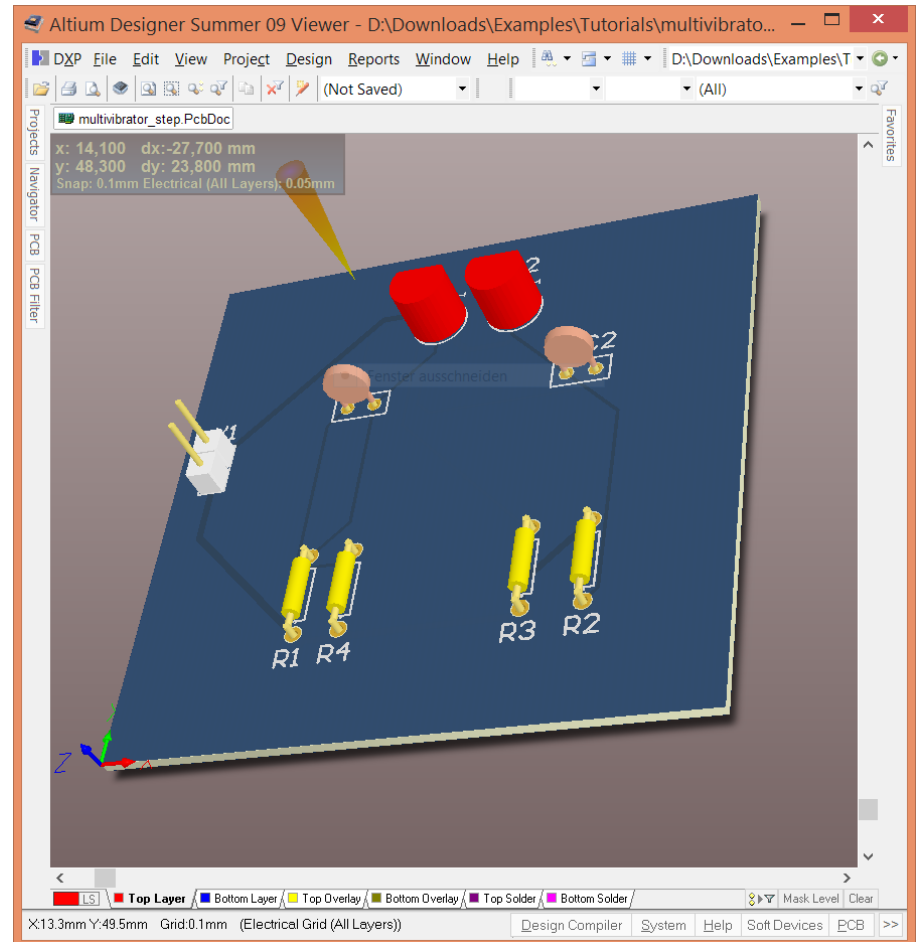 Altium Designer Summer 09 Viewer - D:\Downloads\Examples\Tutorials\multivibrato...
DXP File Edit View Project Design Reports Window Help D:\Downloads\Examples\T
(Not Saved) (All)
Projects
Navigator
PCB
PCB Filter
Favorites
multivibrator_step.PcbDoc
x: 14,100 dx:-27,700 mm
y: 48,300 dy: 23,800 mm
Snap: 0.1mm Electrical (All Layers): 0.05mm
2
C2
Fenster ausschneiden
1
R3 R2
R1 R4
Z
LS Top Layer Bottom Layer Top Overlay Bottom Overlay Top Solder Bottom Solder Mask Level Clear
X:13.3mm Y:49.5mm Grid:0.1mm (Electrical Grid (All Layers)) Design Compiler System Help Soft Devices PCB >>